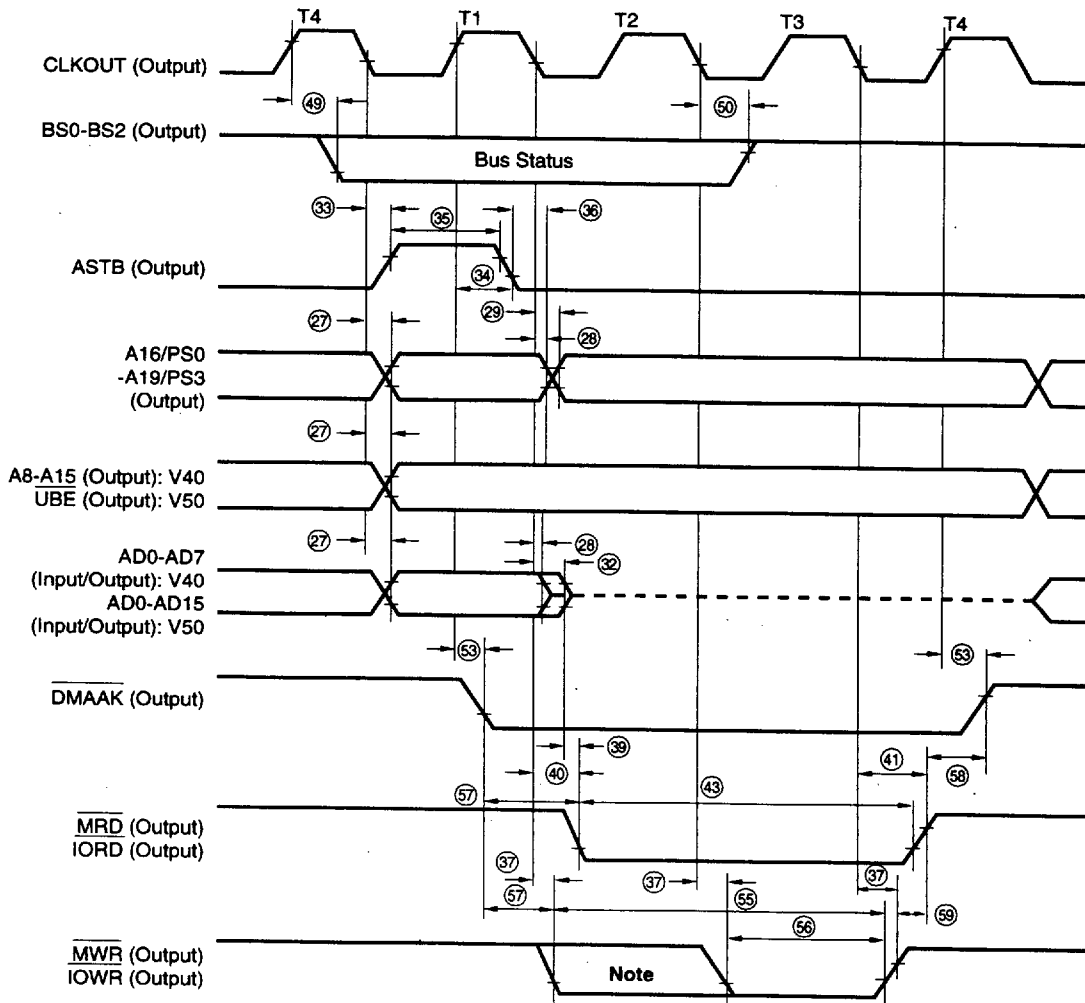 T4 T1 T2 T3 T4
CLKOUT (Output)
49 50
BS0-BS2 (Output)
Bus Status
33 35 36
ASTB (Output)
34
29
27 28
A16/PS0
-A19/PS3
(Output)
27
A8-A15 (Output): V40
UBE (Output): V50
27 28
AD0-AD7
32
(Input/Output): V40
AD0-AD15
(Input/Output): V50
53 53
DMAAK (Output)
39
40 41 58
57 43
MRD (Output)
IORD (Output)
37 37 37
57 55 59
56
MWR (Output)
IOWR (Output)
Note